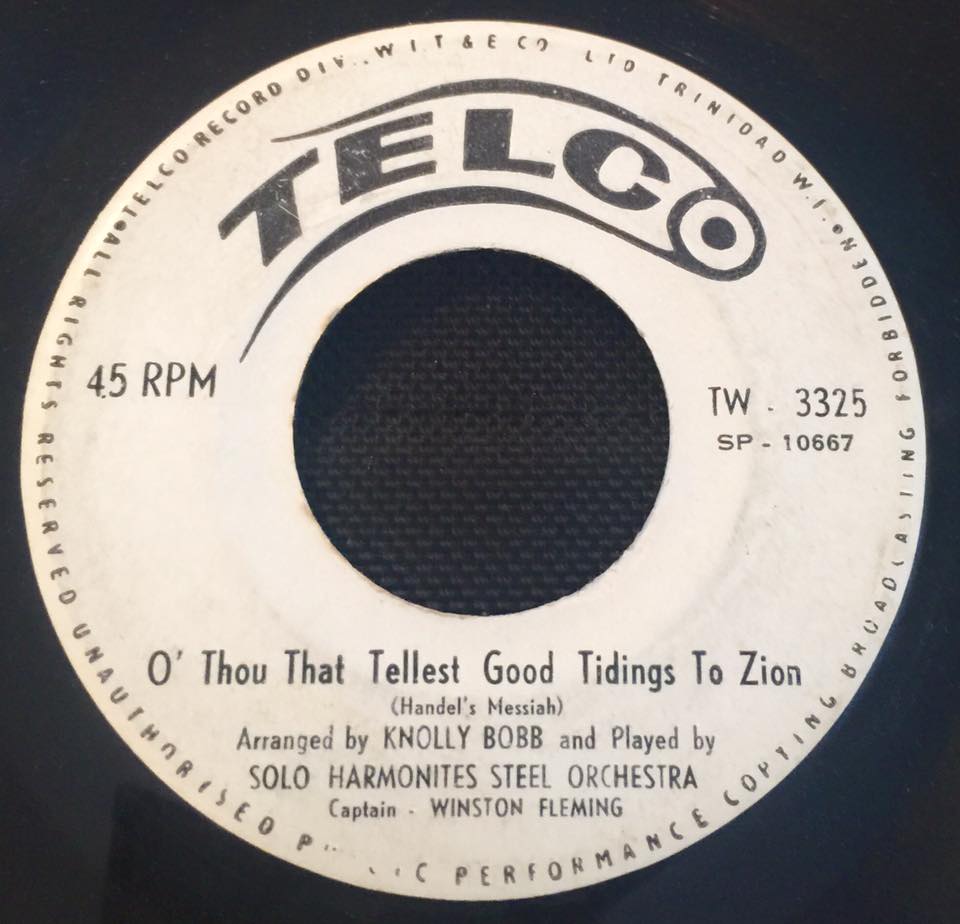 TELCO RECORD DIV., W.I.T & E CO LTD TRINIDAD W.I.
TELCO
45 RPM
TW - 3325
SP - 10667
O' Thou That Tellest Good Tidings To Zion
(Handel's Messiah)
Arranged by KNOLLY BOBB and Played by
SOLO HARMONITES STEEL ORCHESTRA
Captain - WINSTON FLEMING
ALL RIGHTS RESERVED UNAUTHORISED PERFORMANCE COPYING BROADCASTING FORBIDDEN